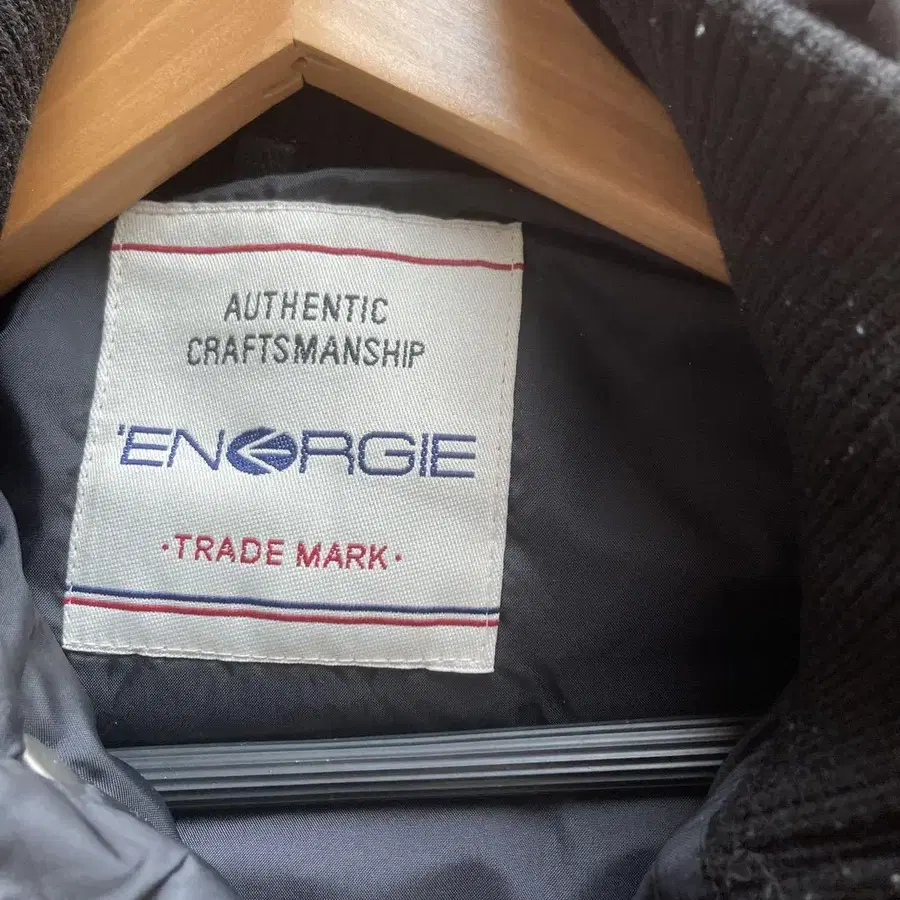 AUTHENTIC
CRAFTSMANSHIP
'ENERGIE
·TRADE MARK·